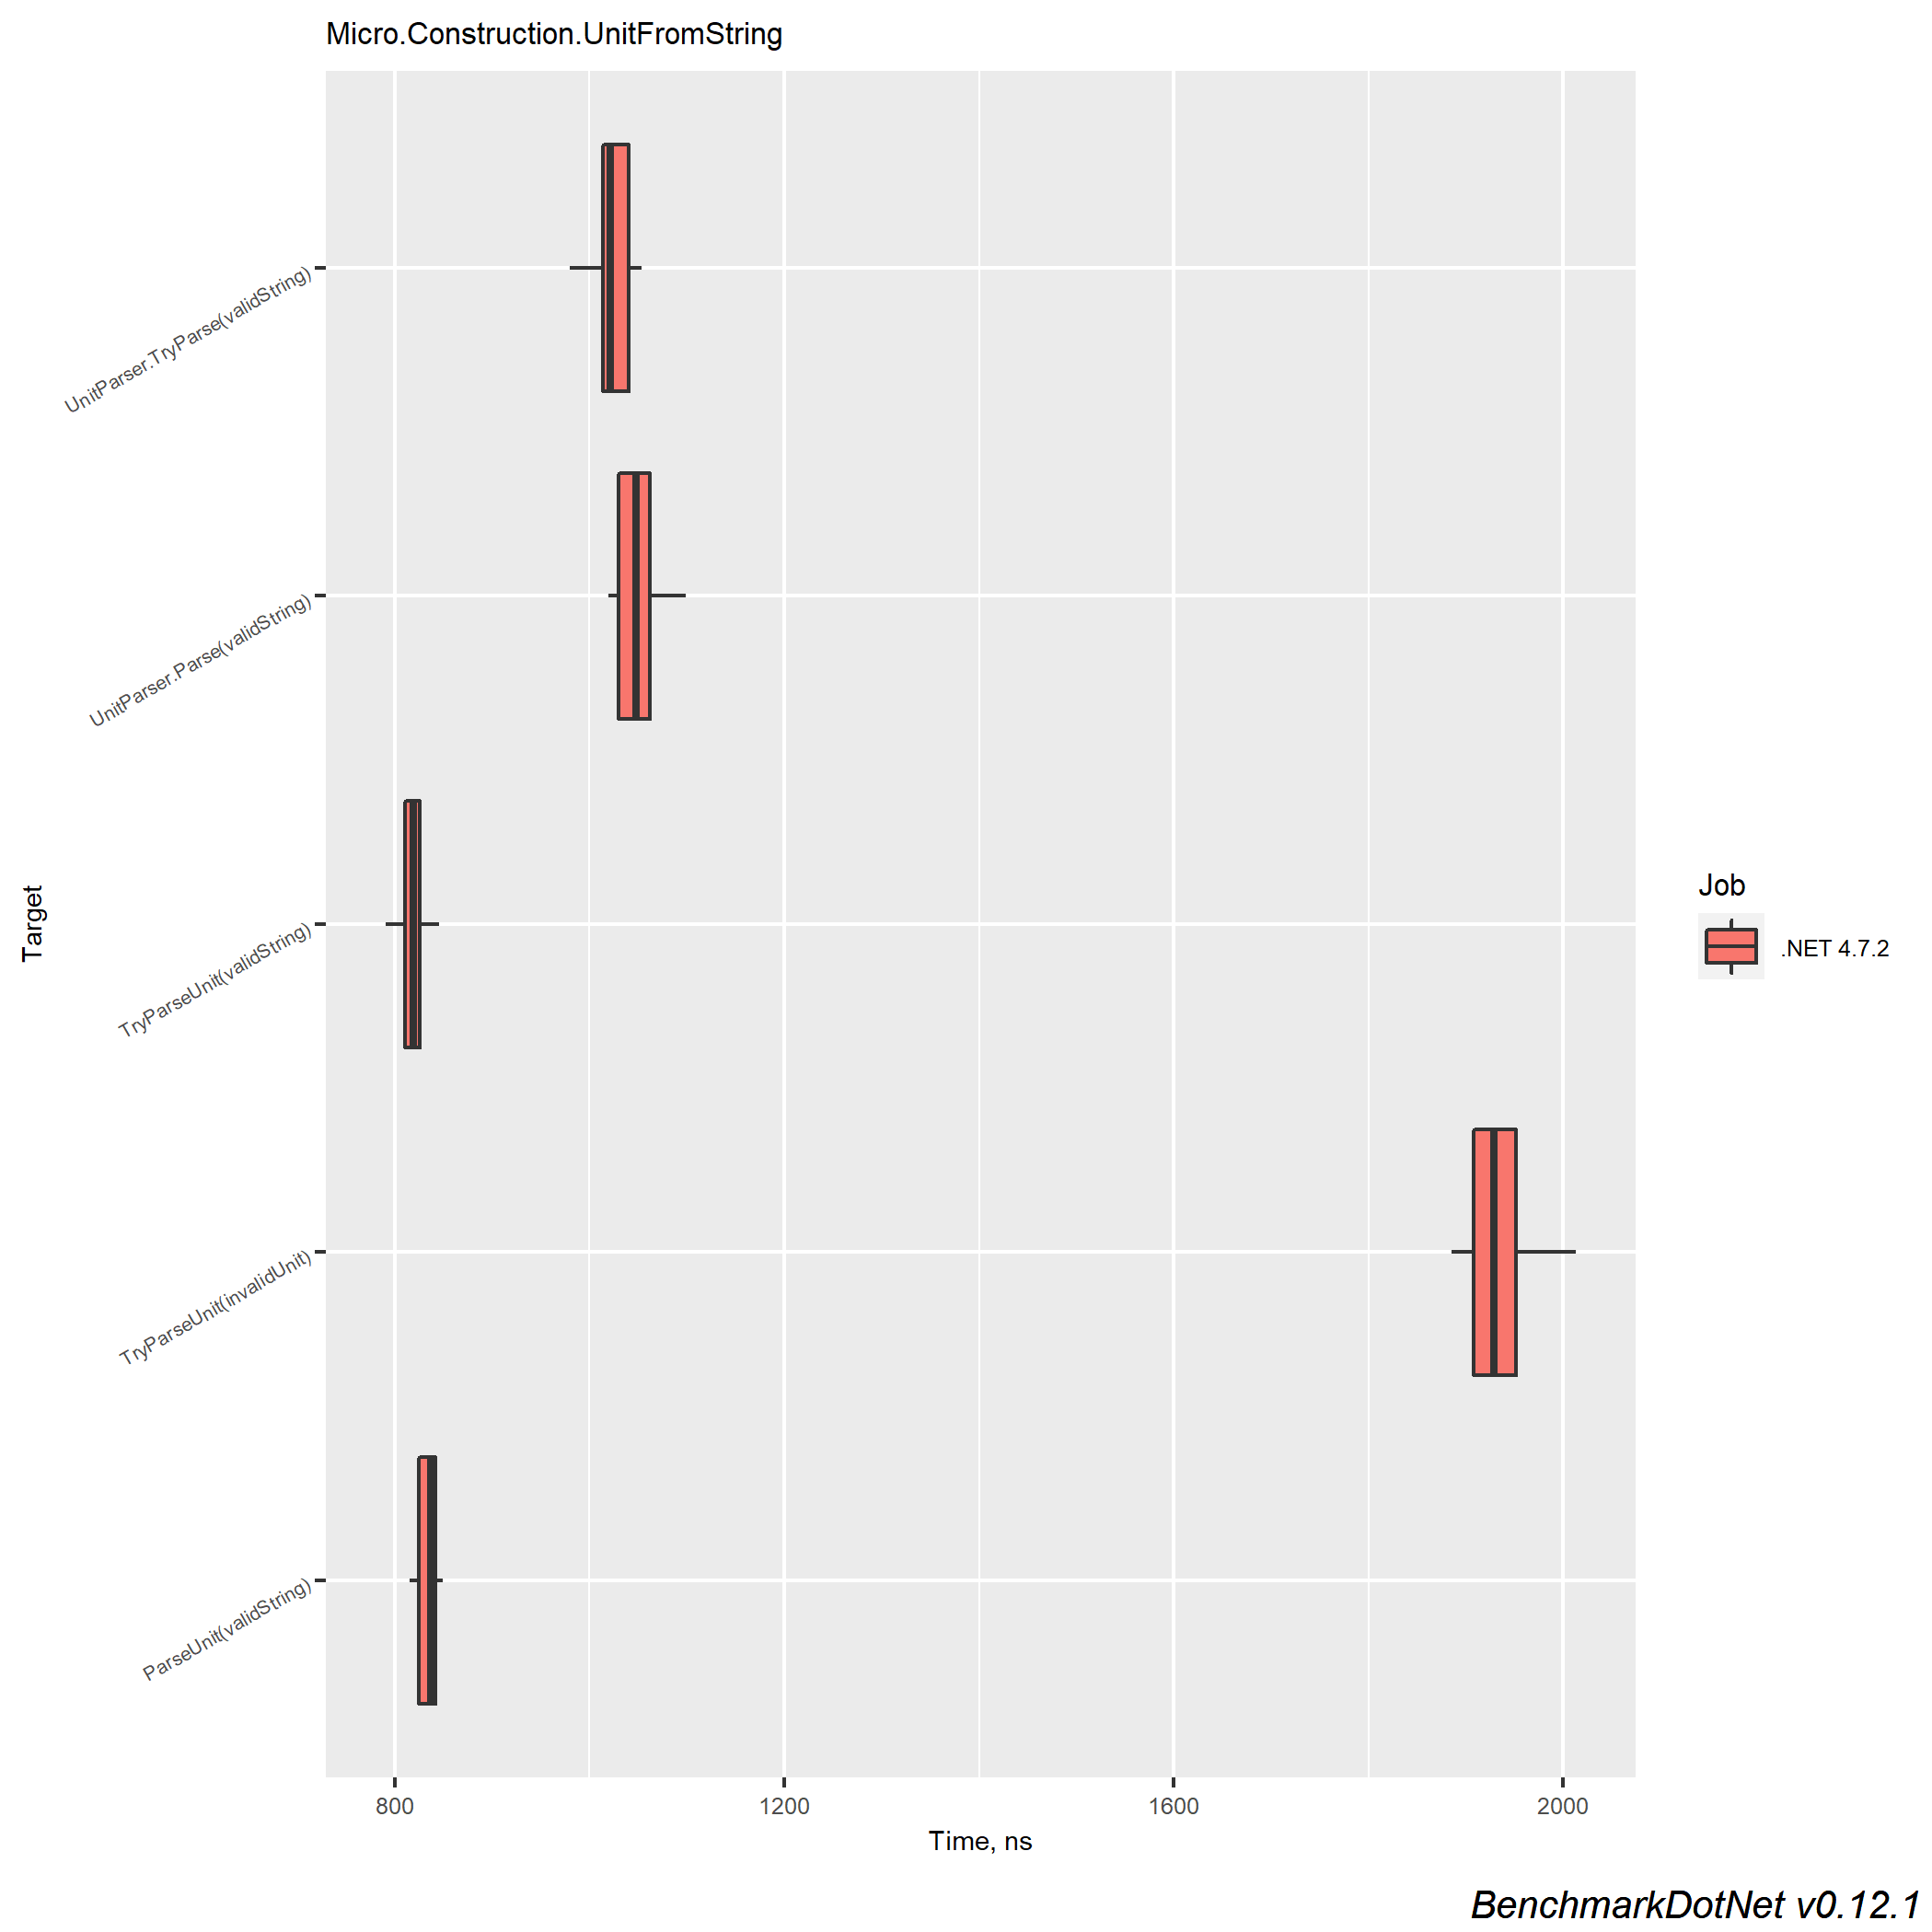 Micro.Construction.UnitFromString
UnitParser.TryParse(validString)
UnitParser.Parse(validString)
TryParseUnit(validString)
TryParseUnit(invalidUnit)
ParseUnit(validString)
Target
800 1200 1600 2000
Time, ns
Job
.NET 4.7.2
BenchmarkDotNet v0.12.1